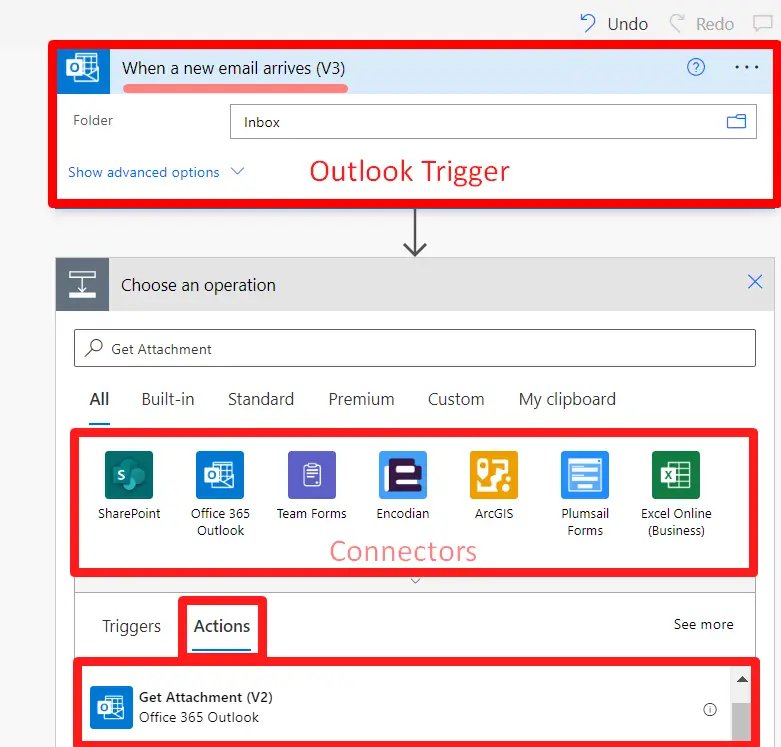 Undo Redo
When a new email arrives (V3)
Folder Inbox
Show advanced options
Outlook Trigger
Choose an operation
Get Attachment
All Built-in Standard Premium Custom My clipboard
SharePoint Office 365 Outlook Team Forms Encodian ArcGIS Plumsail Forms Excel Online (Business)
Connectors
Triggers Actions See more
Get Attachment (V2)
Office 365 Outlook